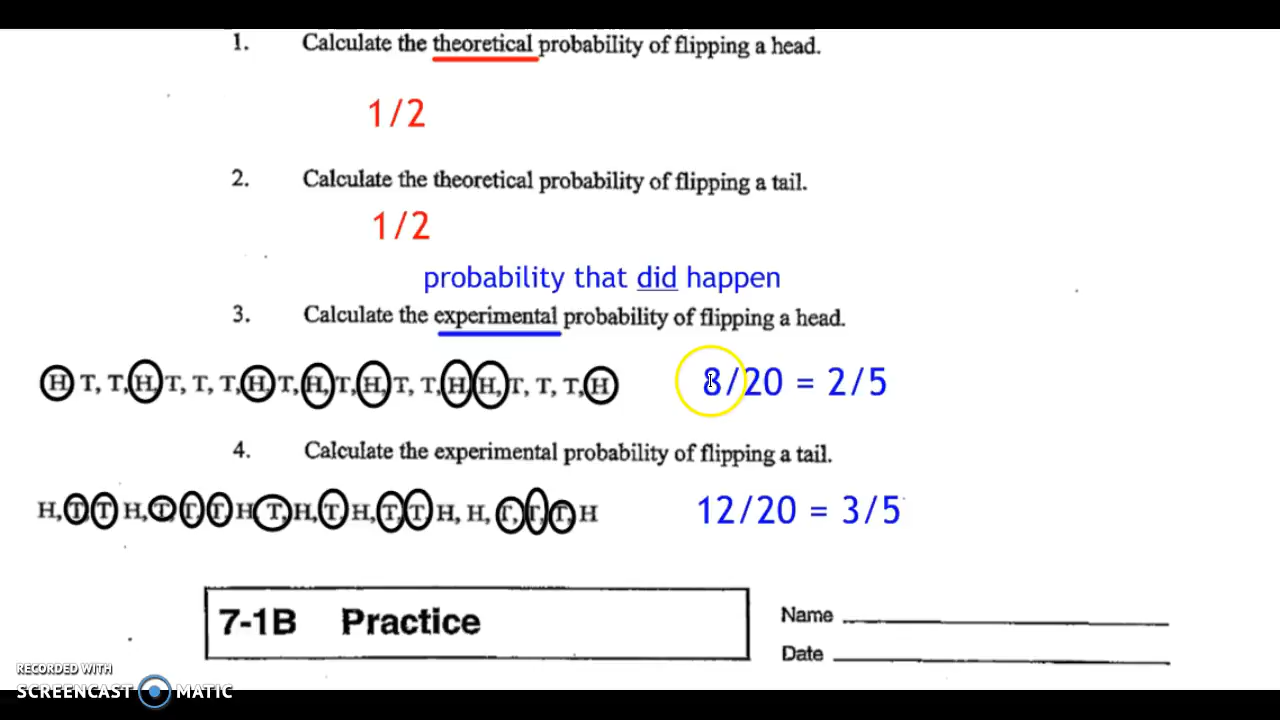 1. Calculate the theoretical probability of flipping a head.
1/2
2. Calculate the theoretical probability of flipping a tail.
1/2
probability that did happen
3. Calculate the experimental probability of flipping a head.
H T, T, H, T, T, T, H, T, H, T, H, T, T, H, H, T, T, T, H 8/20 = 2/5
4. Calculate the experimental probability of flipping a tail.
H, T, T, H, T, T, T, H T, H, T, H, T, T, H, H, T, T, T, H 12/20 = 3/5
7-1B Practice Name
Date
RECORDED WITH
SCREENCAST MATIC